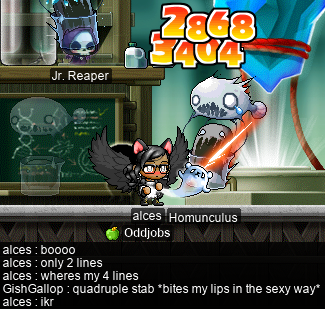 2868
3404
Jr. Reaper
alces
Homunculus
Oddjobs
alces : boooo
alces : only 2 lines
alces : wheres my 4 lines
GishGallop : quadruple stab *bites my lips in the sexy way*
alces : ikr